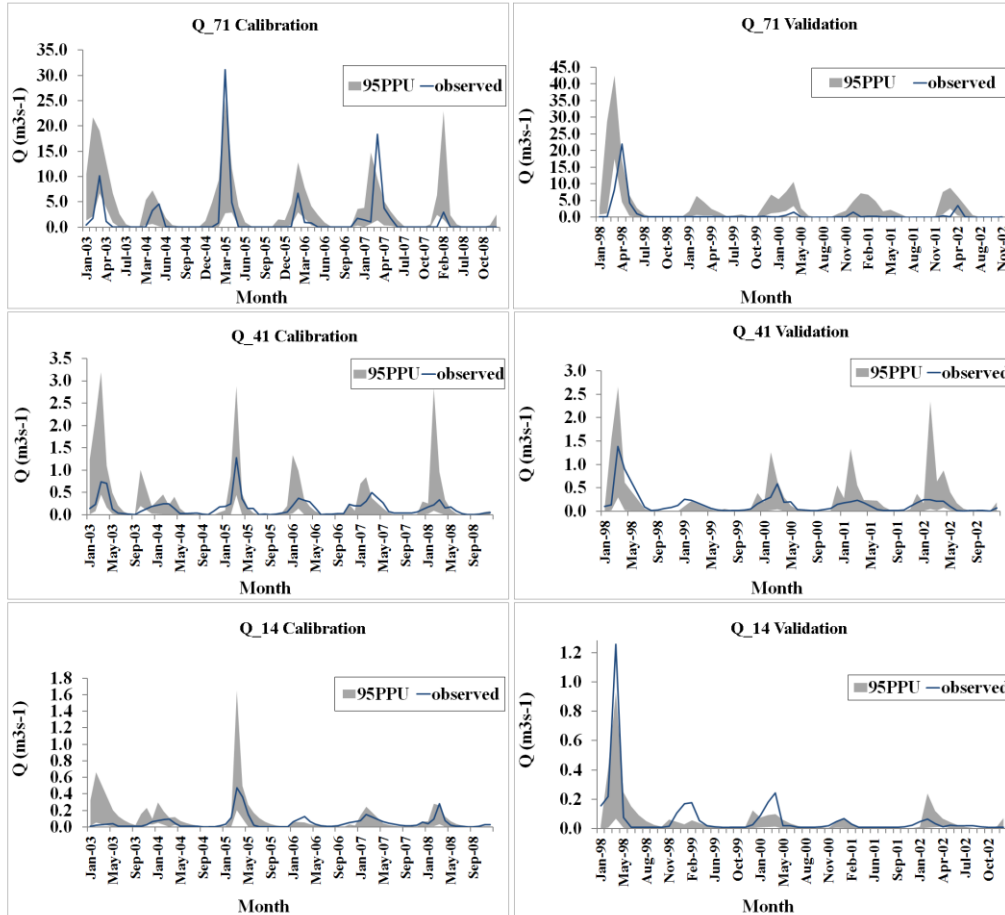 Q_71 Calibration
35.0
30.0
25.0
20.0
15.0
10.0
5.0
0.0
Q (m3s-1)
95PPU observed
Jan-03 Apr-03 Jul-03 Mar-04 Jun-04 Dec-04 Mar-05 Jun-05 Sep-05 Dec-05 Mar-06 Jun-06 Sep-06 Jan-07 Apr-07 Jul-07 Oct-07 Feb-08 Jul-08 Oct-08
Month
Q_71 Validation
45.0
40.0
35.0
30.0
25.0
20.0
15.0
10.0
5.0
0.0
Q (m3s-1)
95PPU observed
Jan-98 Apr-98 Jul-98 Oct-98 Jan-99 Apr-99 Jul-99 Oct-99 Jan-00 Apr-00 Aug-00 Nov-00 Feb-01 May-01 Aug-01 Nov-01 Apr-02 Aug-02 Nov-02
Month
Q_41 Calibration
3.5
3.0
2.5
2.0
1.5
1.0
0.5
0.0
Q (m3s-1)
95PPU observed
Jan-03 May-03 Sep-03 Jan-04 May-04 Sep-04 Jan-05 May-05 Sep-05 Jan-06 May-06 Sep-06 Jan-07 May-07 Sep-07 Jan-08 May-08 Sep-08
Month
Q_41 Validation
3.0
2.5
2.0
1.5
1.0
0.5
0.0
Q (m3s-1)
95PPU observed
Jan-98 May-98 Sep-98 Jan-99 May-99 Sep-99 Jan-00 May-00 Sep-00 Jan-01 May-01 Sep-01 Jan-02 May-02 Sep-02
Month
Q_14 Calibration
1.8
1.6
1.4
1.2
1.0
0.8
0.6
0.4
0.2
0.0
Q (m3s-1)
95PPU observed
Jan-03 May-03 Sep-03 Jan-04 May-04 Sep-04 Jan-05 May-05 Sep-05 Jan-06 May-06 Sep-06 Jan-07 May-07 Sep-07 Jan-08 May-08 Sep-08
Month
Q_14 Validation
1.2
1.0
0.8
0.6
0.4
0.2
0.0
Q (m3s-1)
95PPU observed
Jan-98 May-98 Aug-98 Nov-98 Feb-99 Jun-99 Oct-99 Jan-00 May-00 Aug-00 Nov-00 Feb-01 May-01 Aug-01 Jan-02 Apr-02 Jul-02 Oct-02
Month